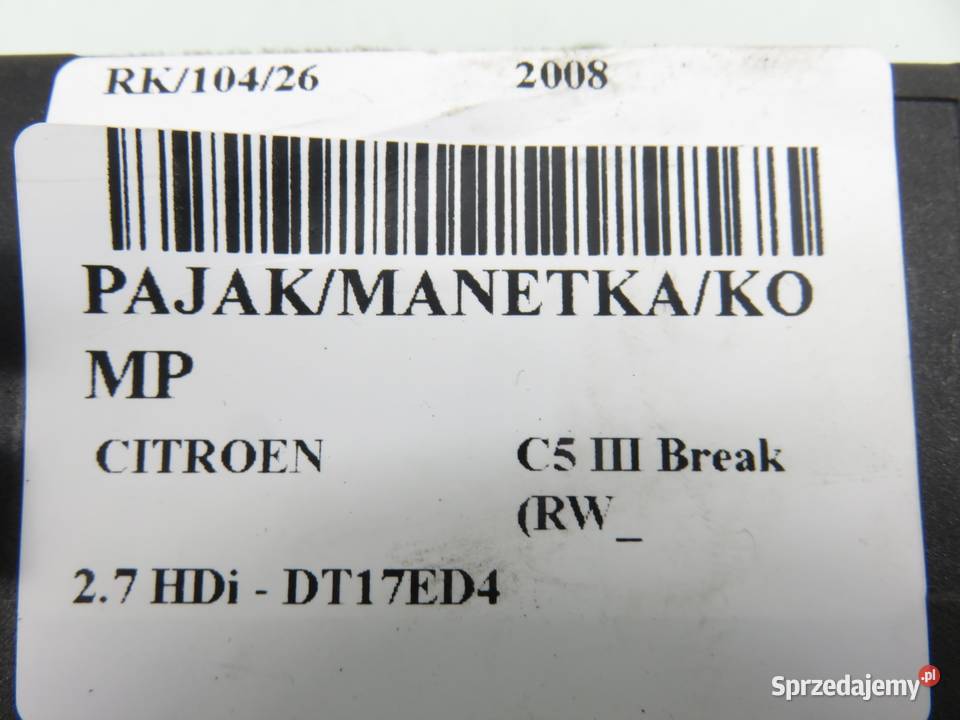 RK/104/26 2008
PAJAK/MANETKA/KO
MP
CITROEN C5 III Break
(RW_
2.7 HDi - DT17ED4
Sprzedajemy.pl